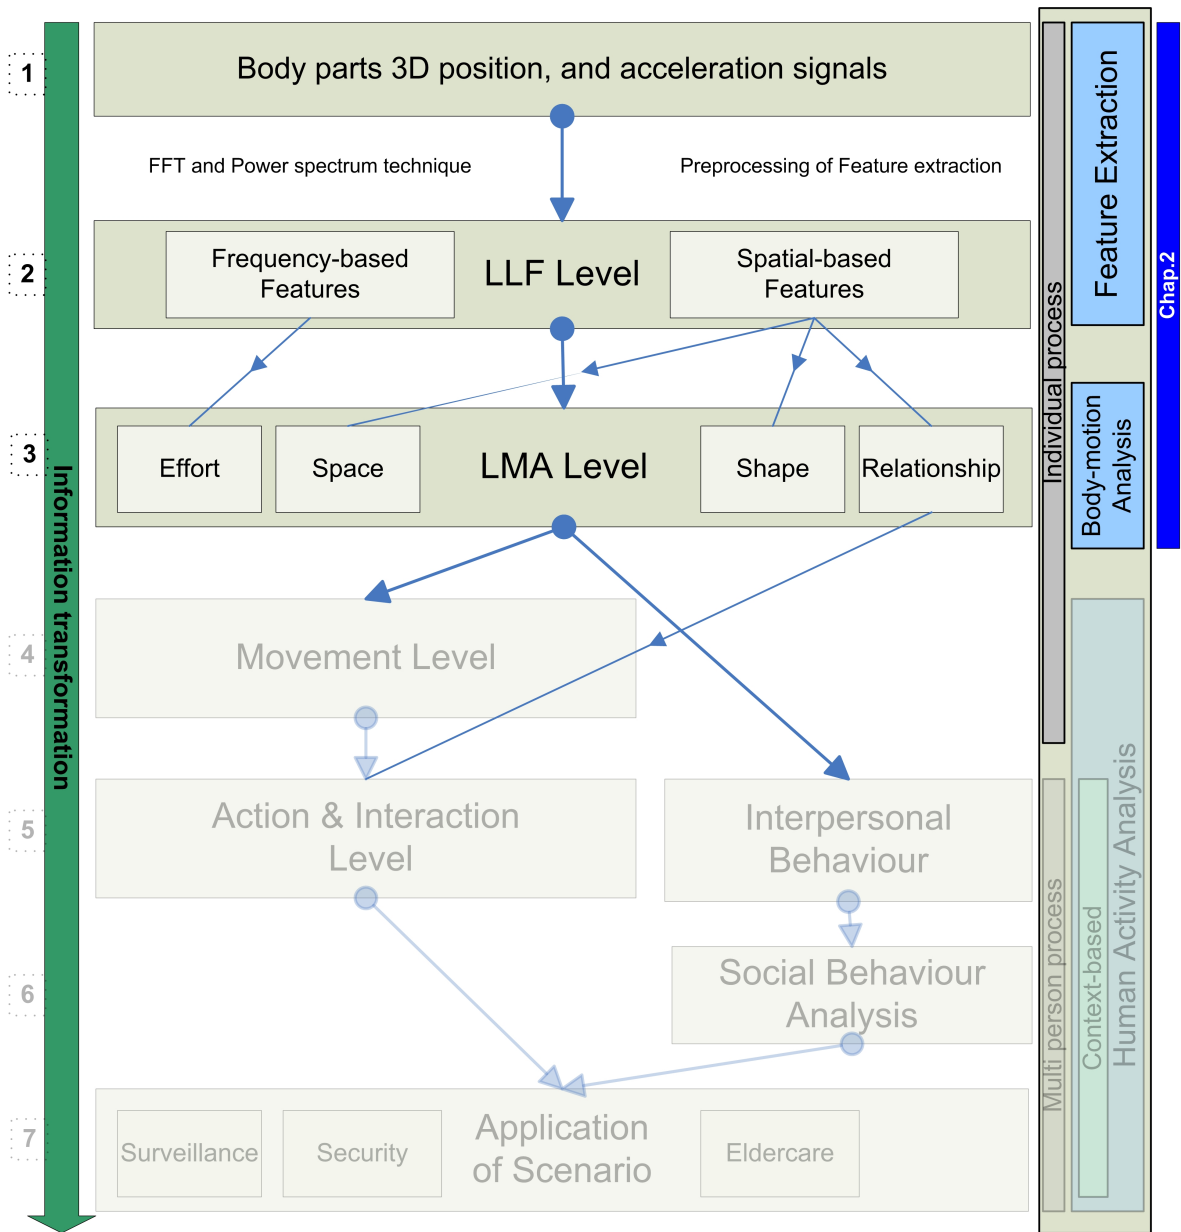 1
Body parts 3D position, and acceleration signals
FFT and Power spectrum technique
Preprocessing of Feature extraction
2
Frequency-based
Features
LLF Level
Spatial-based
Features
3
Effort
Space
LMA Level
Shape
Relationship
4
Movement Level
5
Action & Interaction
Level
Interpersonal
Behaviour
6
Social Behaviour
Analysis
7
Surveillance
Security
Application
of Scenario
Eldercare
Information transformation
Individual process
Multi person process
Feature Extraction
Body-motion
Analysis
Context-based
Human Activity Analysis
Chap.2